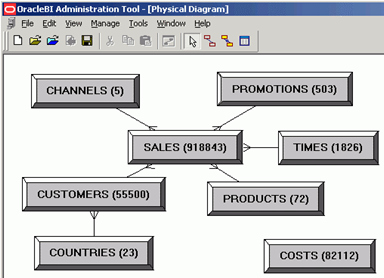 OracleBI Administration Tool - [Physical Diagram]
File Edit View Manage Tools Window Help
CHANNELS (5)
PROMOTIONS (503)
SALES (918843)
TIMES (1826)
CUSTOMERS (55500)
PRODUCTS (72)
COUNTRIES (23)
COSTS (82112)